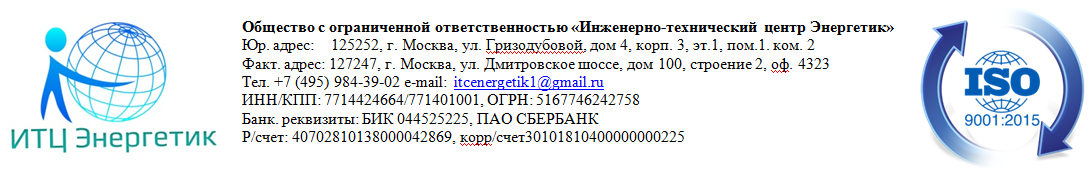 ИТЦ Энергетик
Общество с ограниченной ответственностью «Инженерно-технический центр Энергетик»
Юр. адрес: 125252, г. Москва, ул. Гризодубовой, дом 4, корп. 3, эт.1, пом.1. ком. 2
Факт. адрес: 127247, г. Москва, ул. Дмитровское шоссе, дом 100, строение 2, оф. 4323
Тел. +7 (495) 984-39-02 e-mail: itcenergetik1@gmail.ru
ИНН/КПП: 7714424664/771401001, ОГРН: 5167746242758
Банк. реквизиты: БИК 044525225, ПАО СБЕРБАНК
Р/счет: 40702810138000042869, корр/счет30101810400000000225
ISO
9001:2015